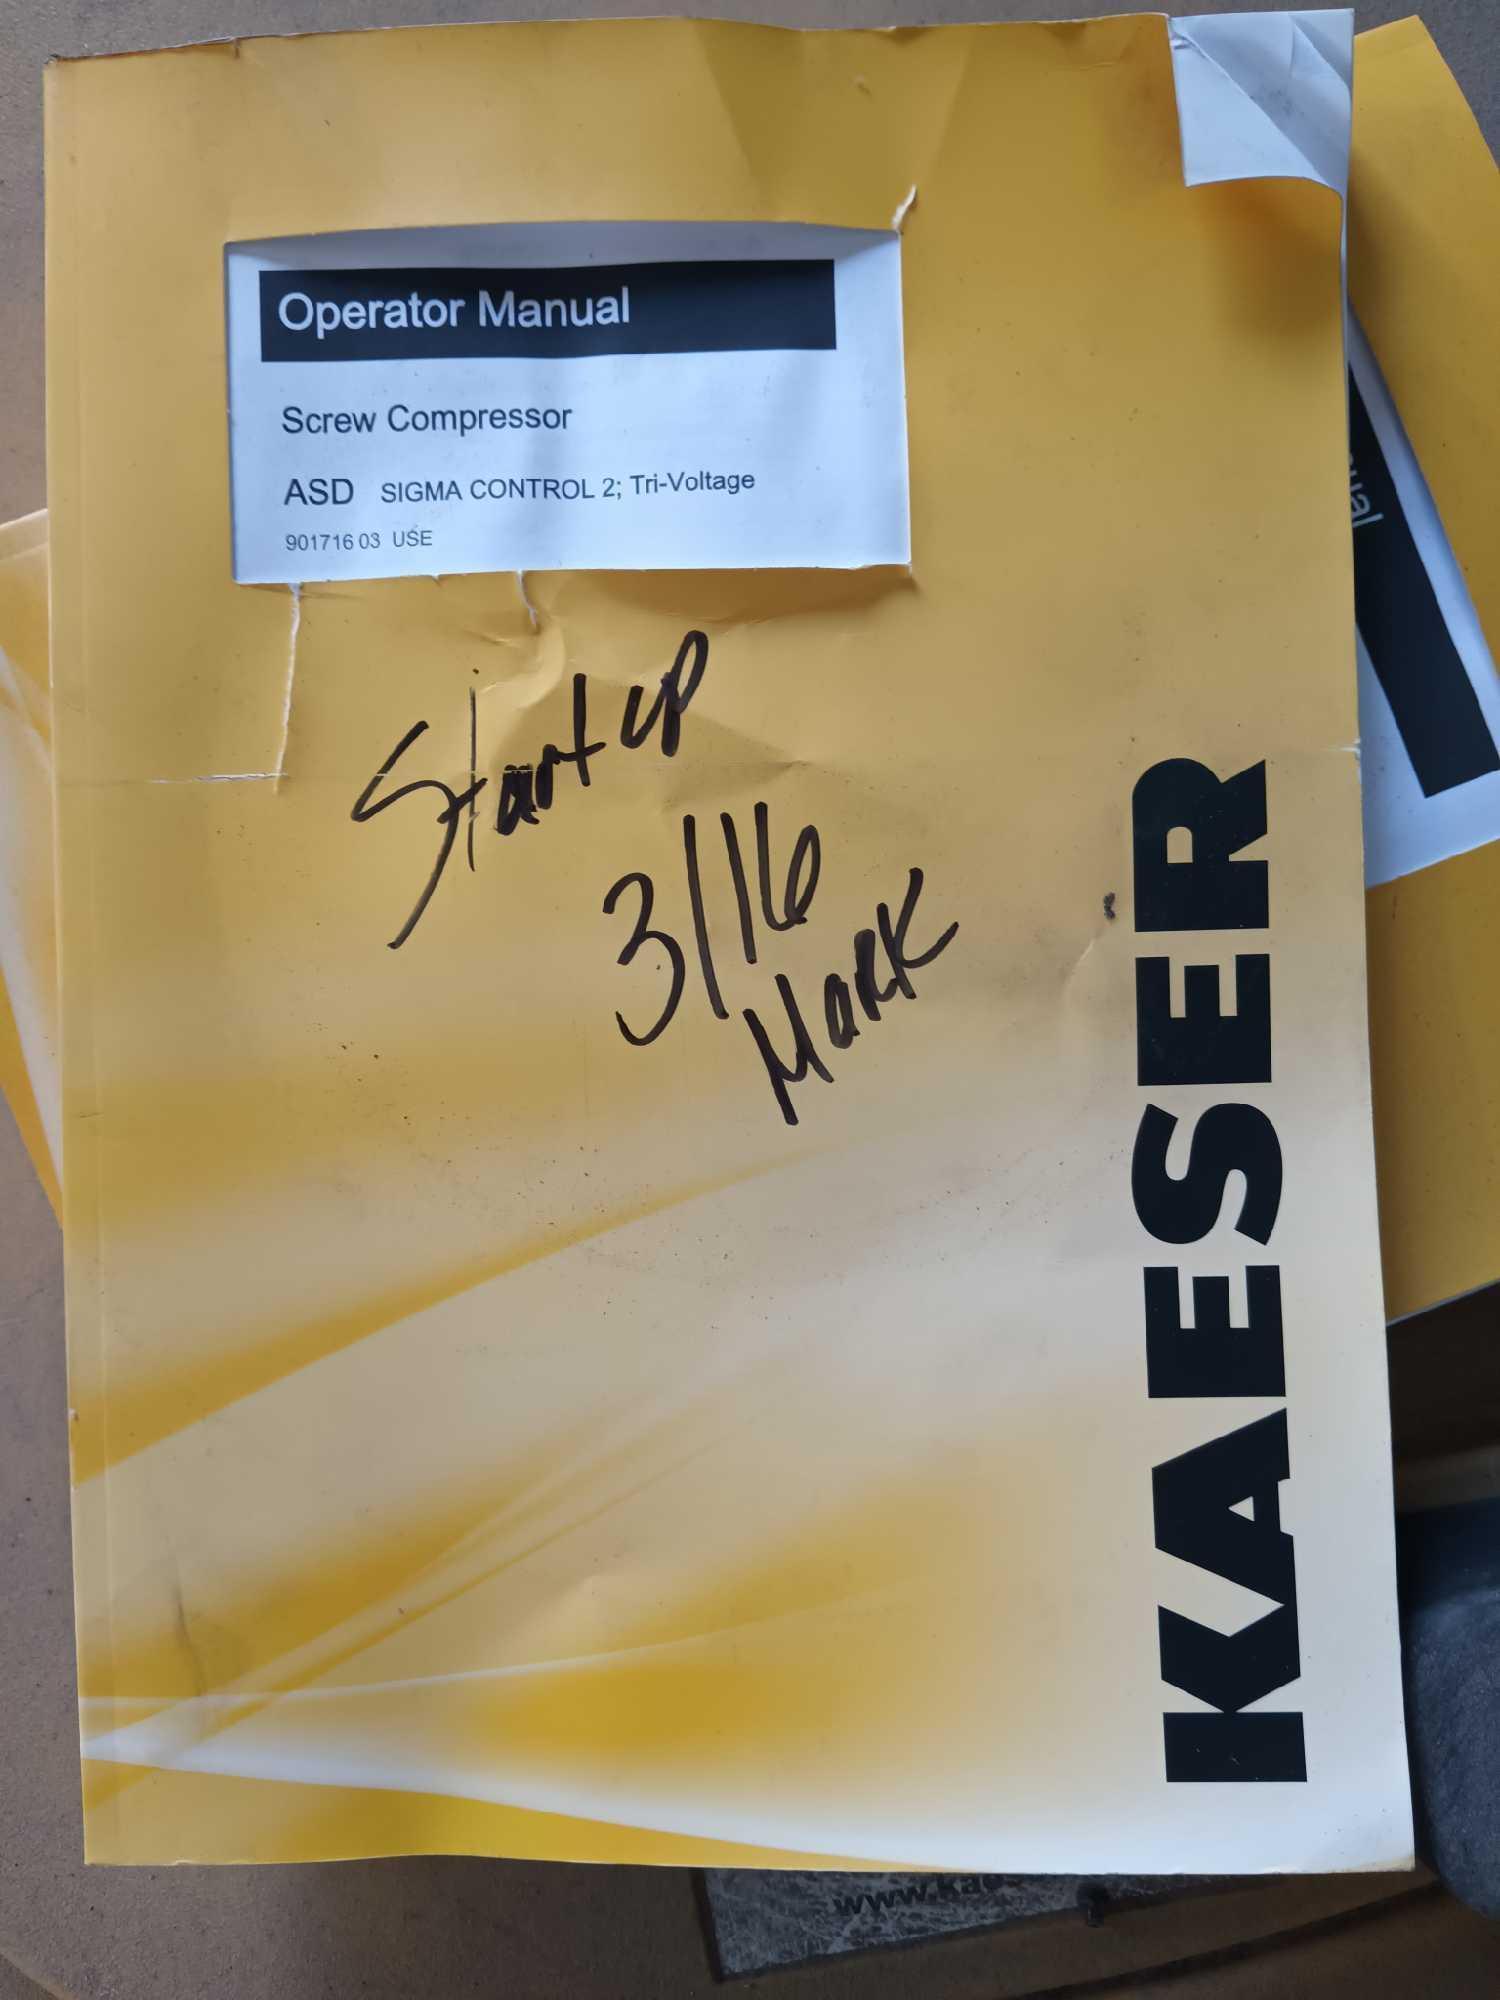 Operator Manual
Screw Compressor
ASD SIGMA CONTROL 2; Tri-Voltage
901716 03 USE
Start up
3/16
Mark
KAESER